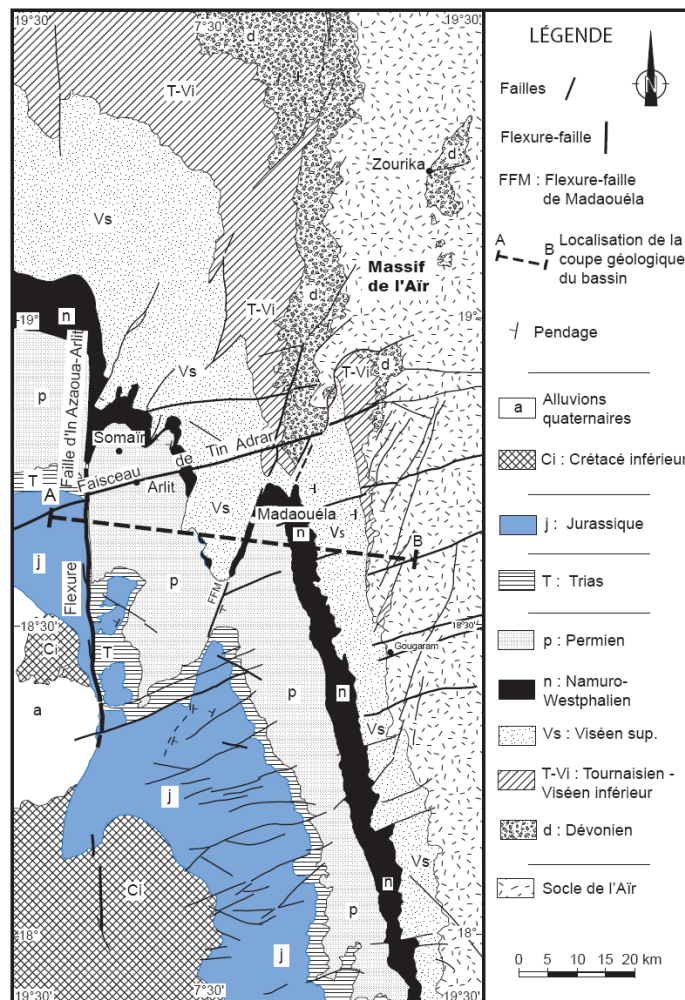 19°30'
7°30'
19°30'
d
T-Vi
d
Zourika
Vs
Massif
de l'Aïr
d
T-Vi
19°
n
19°
Vs
T-Vi
d
p
Faille d'In Azaoua-Arlit
Somaïr
Faisceau de Tin Adrar
T
Arlit
A
Vs
Madaouéla
Vs
n
B
j
p
FFM
Flexure
18°30'
18°30'
Gougaram
Ci
T
p
n
a
Vs
j
Ci
Vs
n
p
18°
18°
j
19°30'
7°30'
19°30'
LÉGENDE
N
Failles
Flexure-faille
FFM : Flexure-faille
de Madaouéla
A
B
Localisation de la
coupe géologique
du bassin
Pendage
a
Alluvions
quaternaires
Ci : Crétacé inférieur
j : Jurassique
T : Trias
p : Permien
n : Namuro-
Westphalien
Vs : Viséen sup.
T-Vi : Tournaisien -
Viséen inférieur
d : Dévonien
Socle de l'Aïr
0 5 10 15 20 km